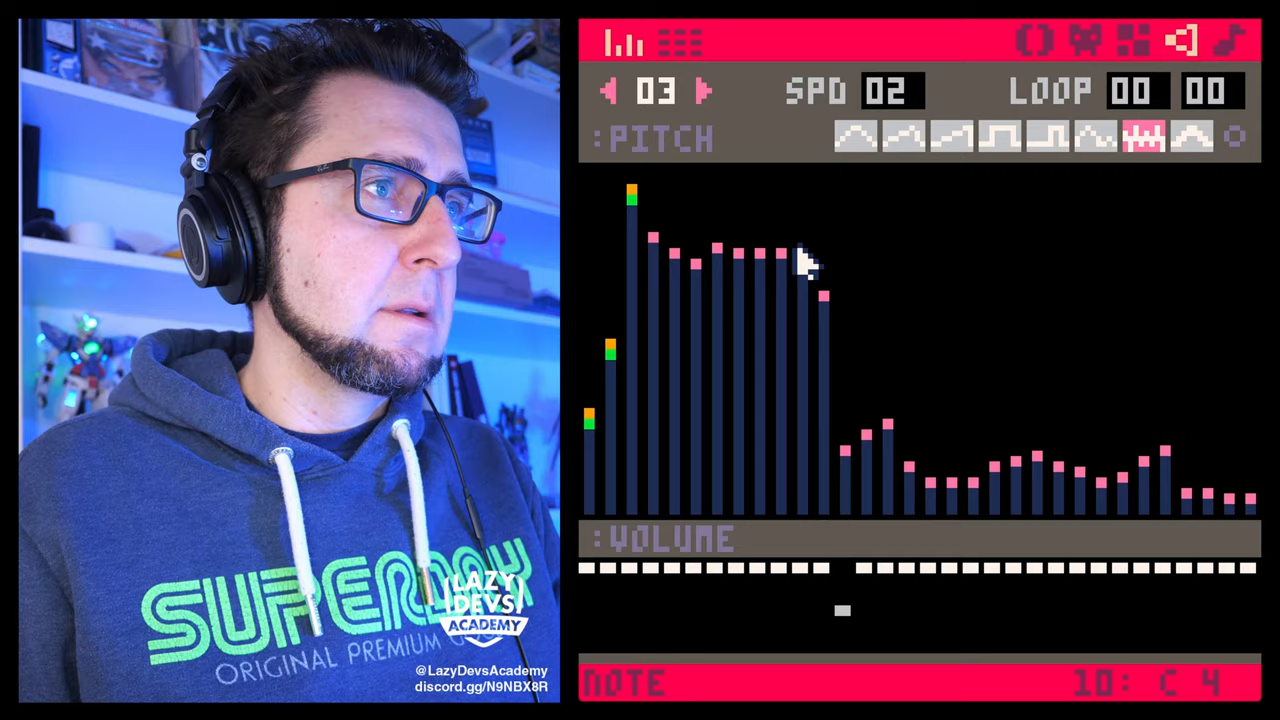 03 SPD 02 LOOP 00 00
:PITCH
:VOLUME
NOTE 10: C 4
SUPER
ORIGINAL PREMIUM
LAZY
DEVS
ACADEMY
@LazyDevsAcademy
discord.gg/N9NBX8R